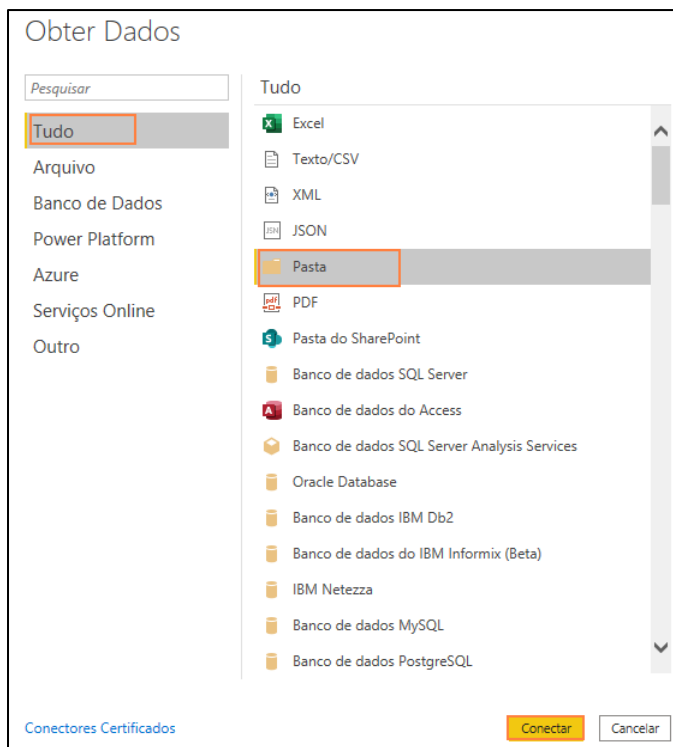 Obter Dados
Pesquisar
Tudo
Arquivo
Banco de Dados
Power Platform
Azure
Serviços Online
Outro
Tudo
Excel
Texto/CSV
XML
JSN JSON
Pasta
pdf PDF
S Pasta do SharePoint
Banco de dados SQL Server
A Banco de dados do Access
Banco de dados SQL Server Analysis Services
Oracle Database
Banco de dados IBM Db2
Banco de dados do IBM Informix (Beta)
IBM Netezza
Banco de dados MySQL
Banco de dados PostgreSQL
Conectores Certificados
Conectar
Cancelar